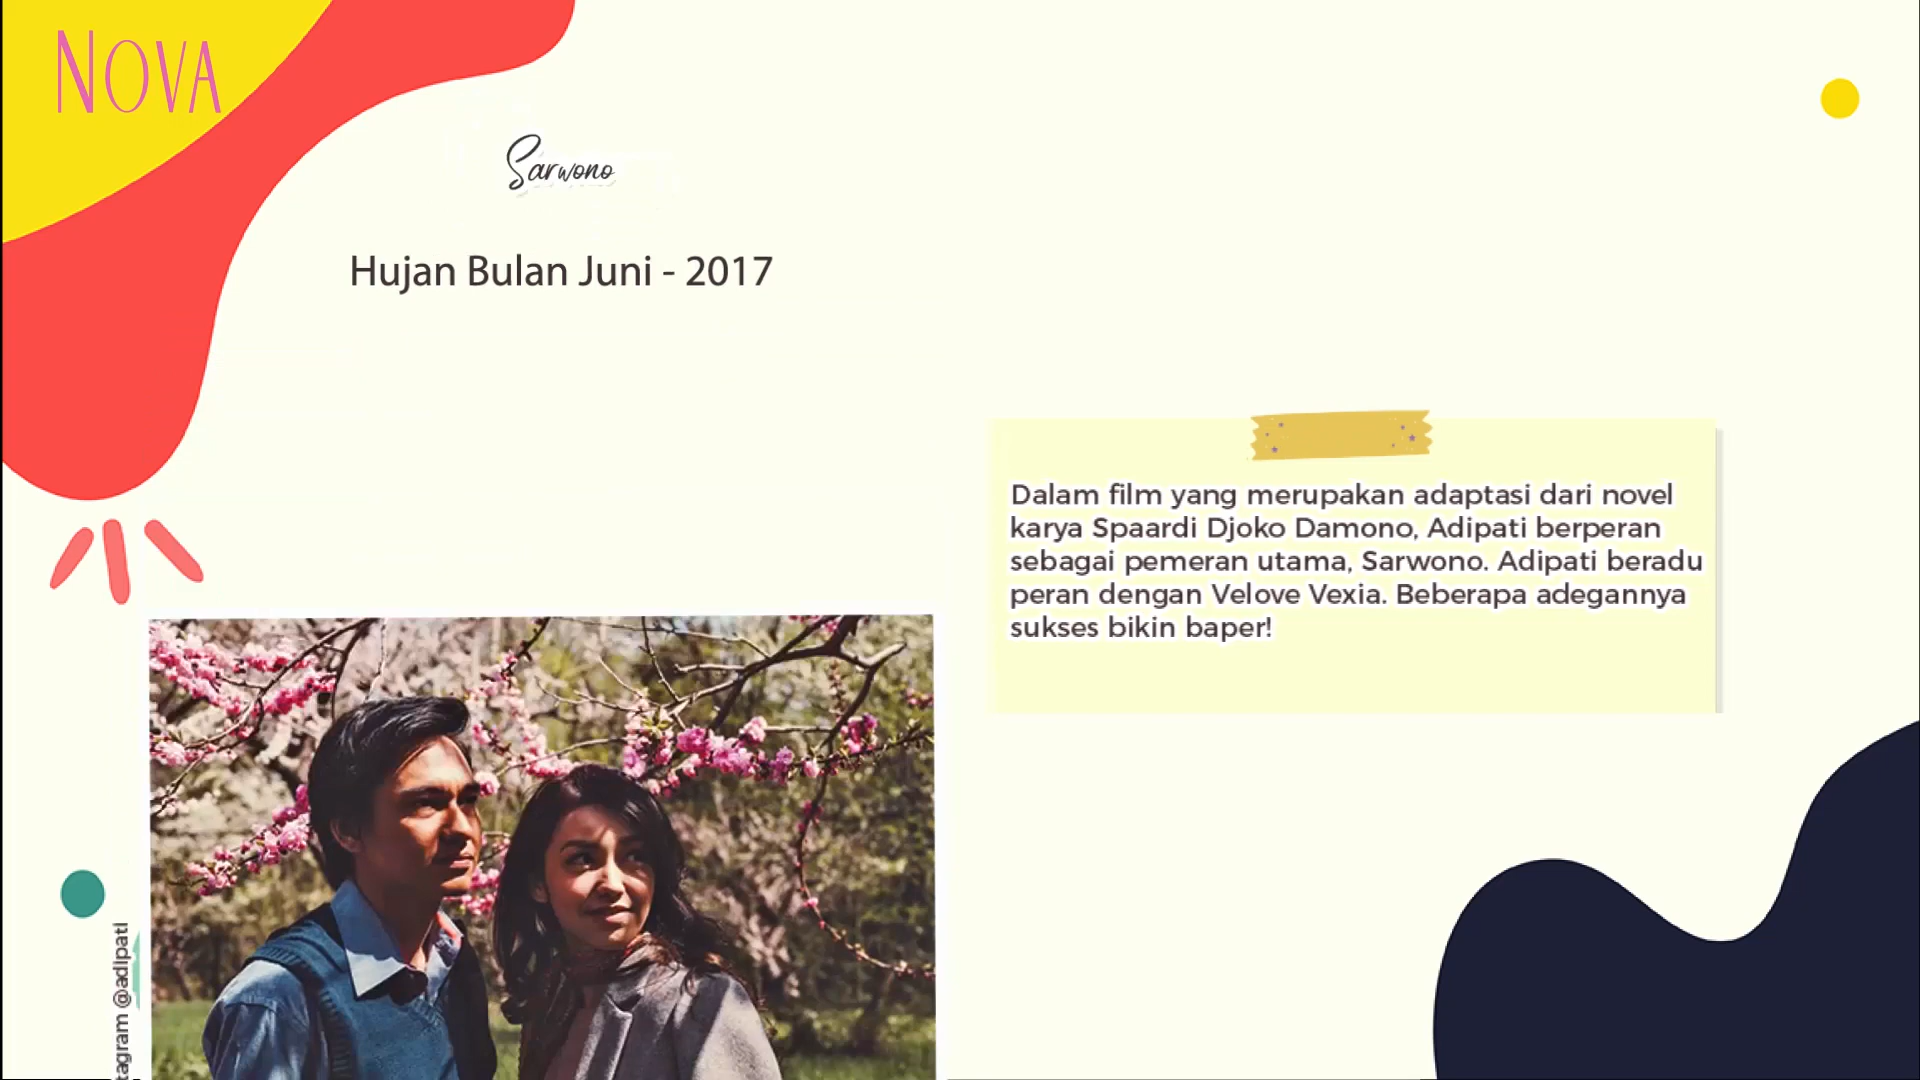 NOVA
Sarwono
Hujan Bulan Juni - 2017
Dalam film yang merupakan adaptasi dari novel
karya Spaardi Djoko Damono, Adipati berperan
sebagai pemeran utama, Sarwono. Adipati beradu
peran dengan Velove Vexia. Beberapa adegannya
sukses bikin baper!
tagram @adipati